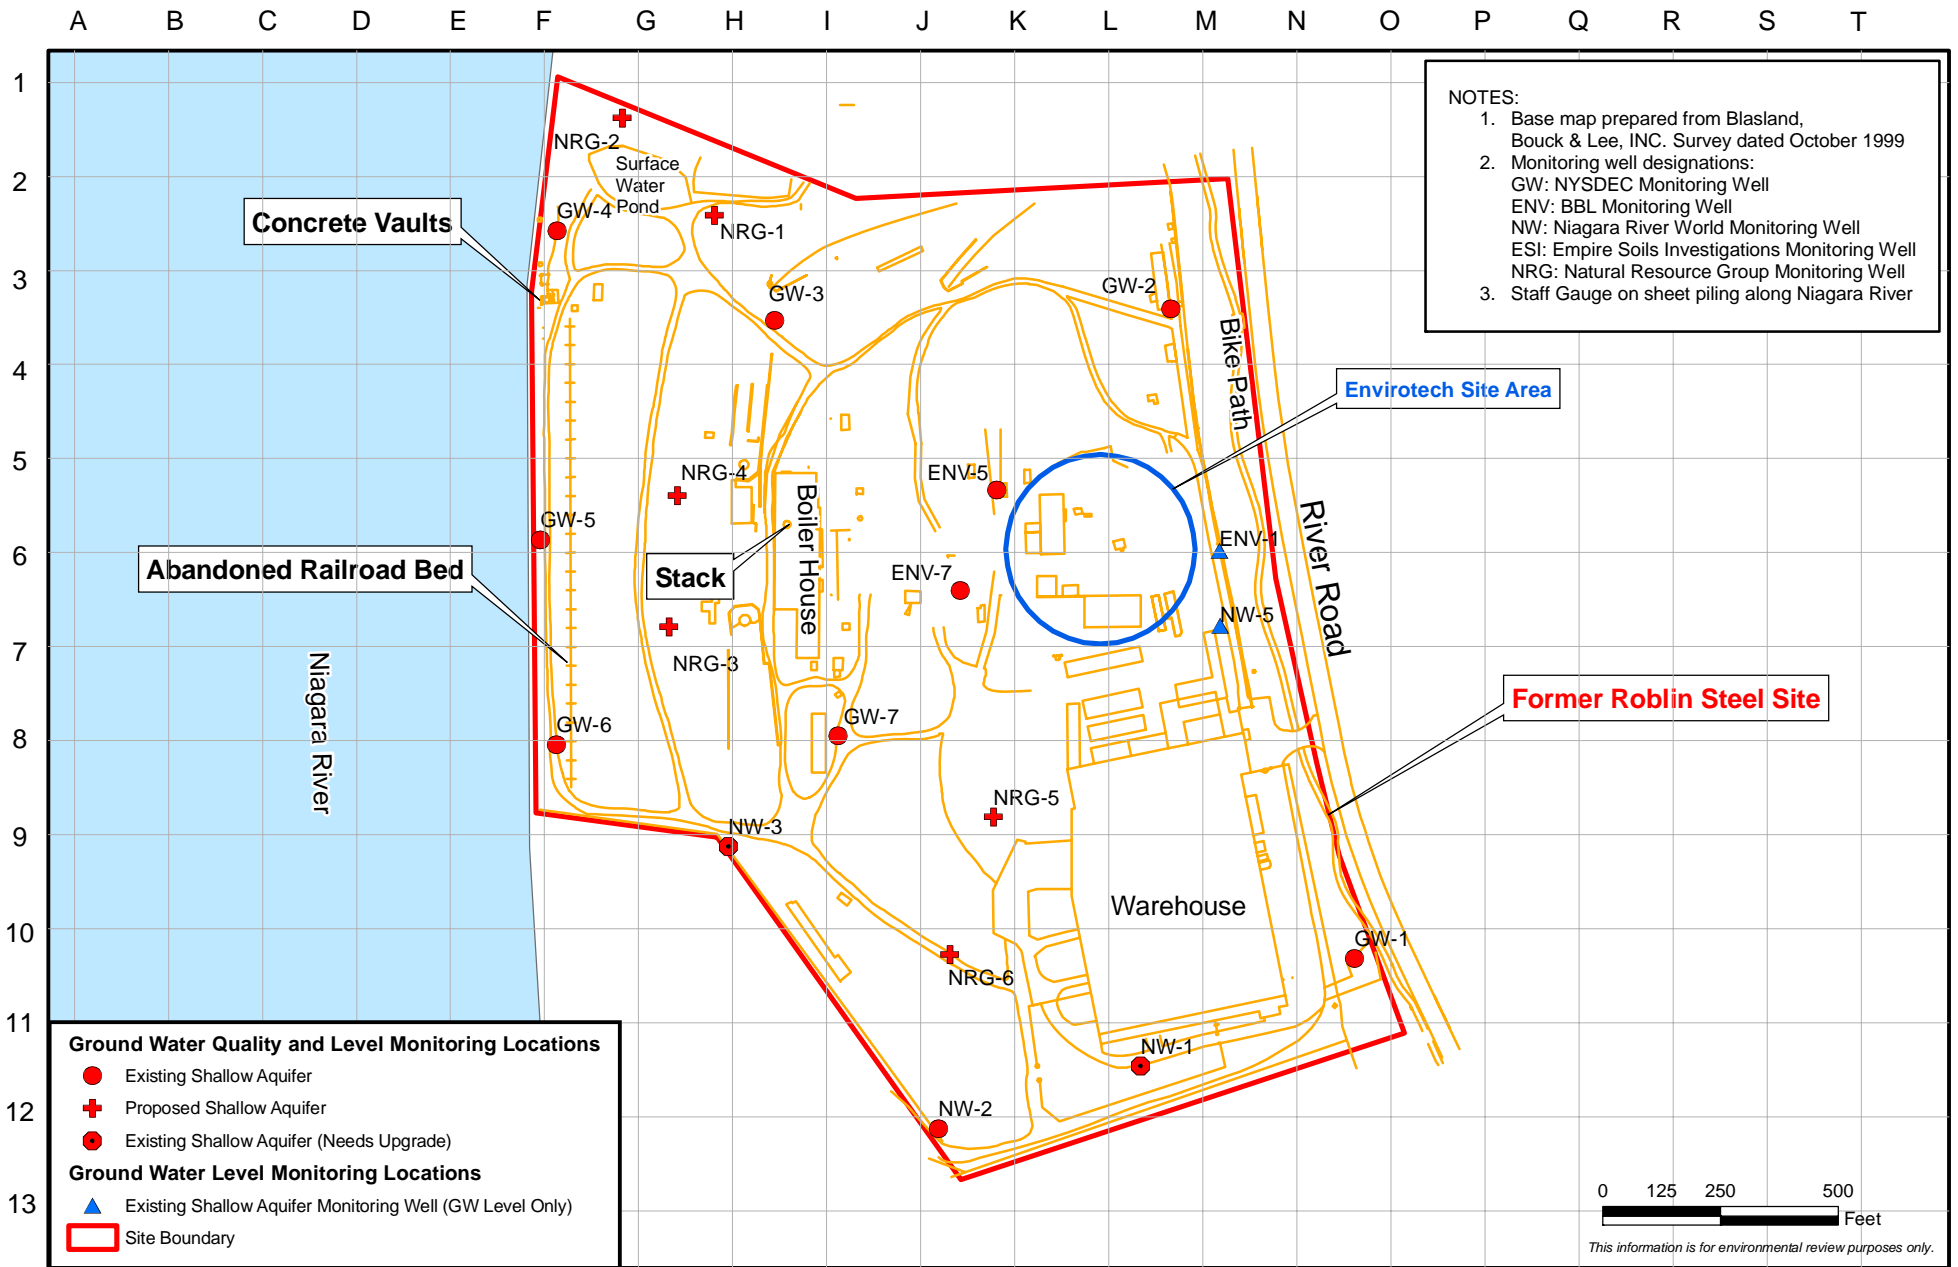 A B C D E F G H I J K L M N O P Q R S T
1
2
3
4
5
6
7
8
9
10
11
12
13
NOTES:
1. Base map prepared from Blasland,
Bouck & Lee, INC. Survey dated October 1999
2. Monitoring well designations:
GW: NYSDEC Monitoring Well
ENV: BBL Monitoring Well
NW: Niagara River World Monitoring Well
ESI: Empire Soils Investigations Monitoring Well
NRG: Natural Resource Group Monitoring Well
3. Staff Gauge on sheet piling along Niagara River
NRG-2
Surface
Water
Pond
GW-4
Concrete Vaults
NRG-1
GW-3
GW-2
Bike Path
Envirotech Site Area
NRG-4
ENV-5
Boiler House
GW-5
River Road
ENV-1
Abandoned Railroad Bed
Stack
ENV-7
NW-5
NRG-3
Niagara River
Former Roblin Steel Site
GW-6
GW-7
NRG-5
NW-3
Warehouse
GW-1
NRG-6
NW-1
NW-2
Ground Water Quality and Level Monitoring Locations
Existing Shallow Aquifer
Proposed Shallow Aquifer
Existing Shallow Aquifer (Needs Upgrade)
Ground Water Level Monitoring Locations
Existing Shallow Aquifer Monitoring Well (GW Level Only)
Site Boundary
0 125 250 500
Feet
This information is for environmental review purposes only.